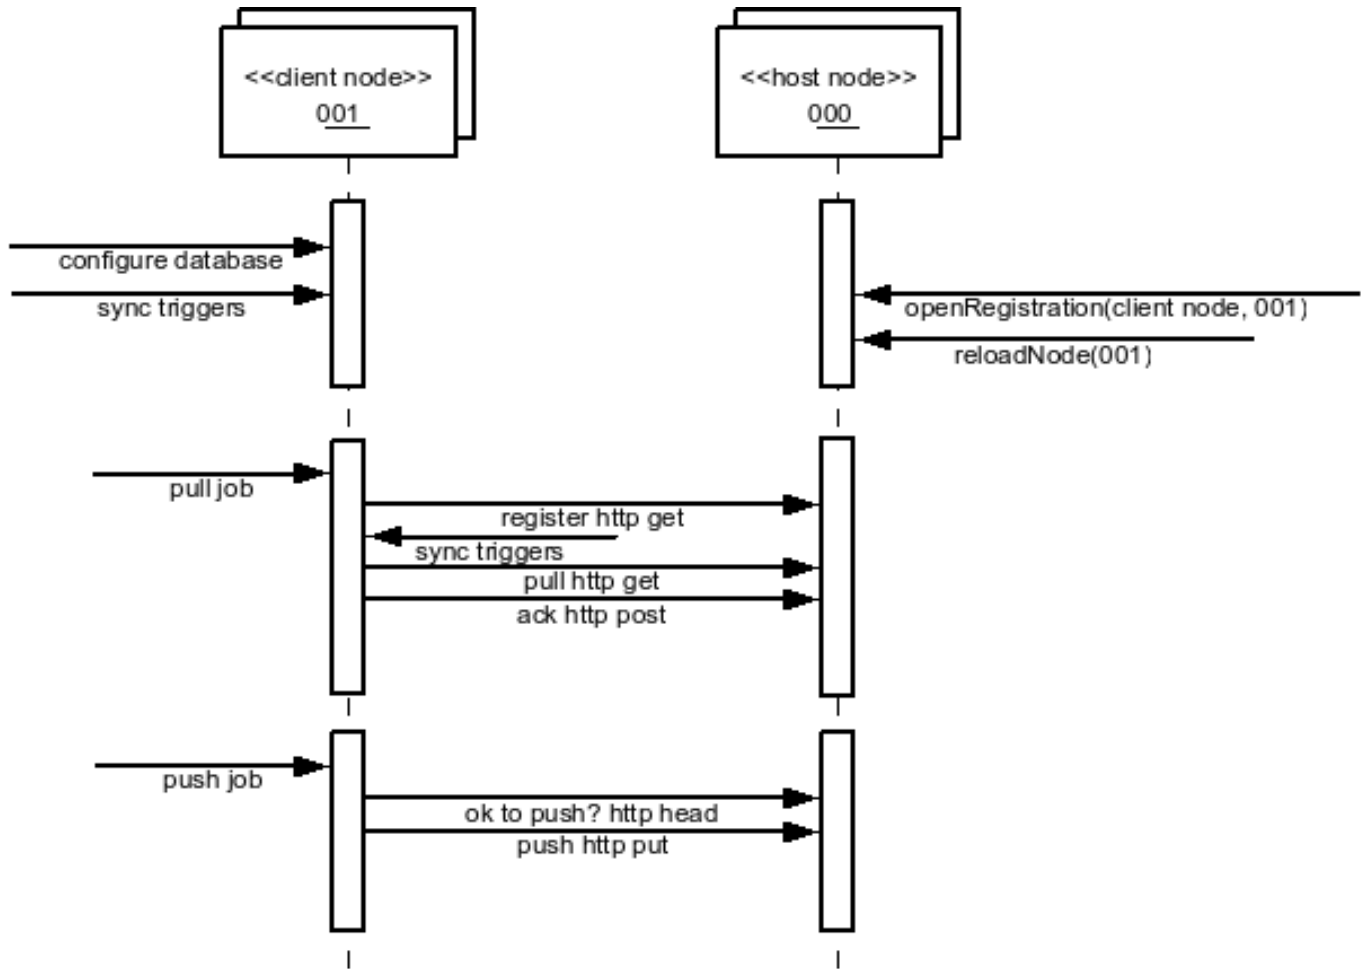 <<client node>>
001
<<host node>>
000
configure database
sync triggers
openRegistration(client node, 001)
reloadNode(001)
pull job
register http get
sync triggers
pull http get
ack http post
push job
ok to push? http head
push http put